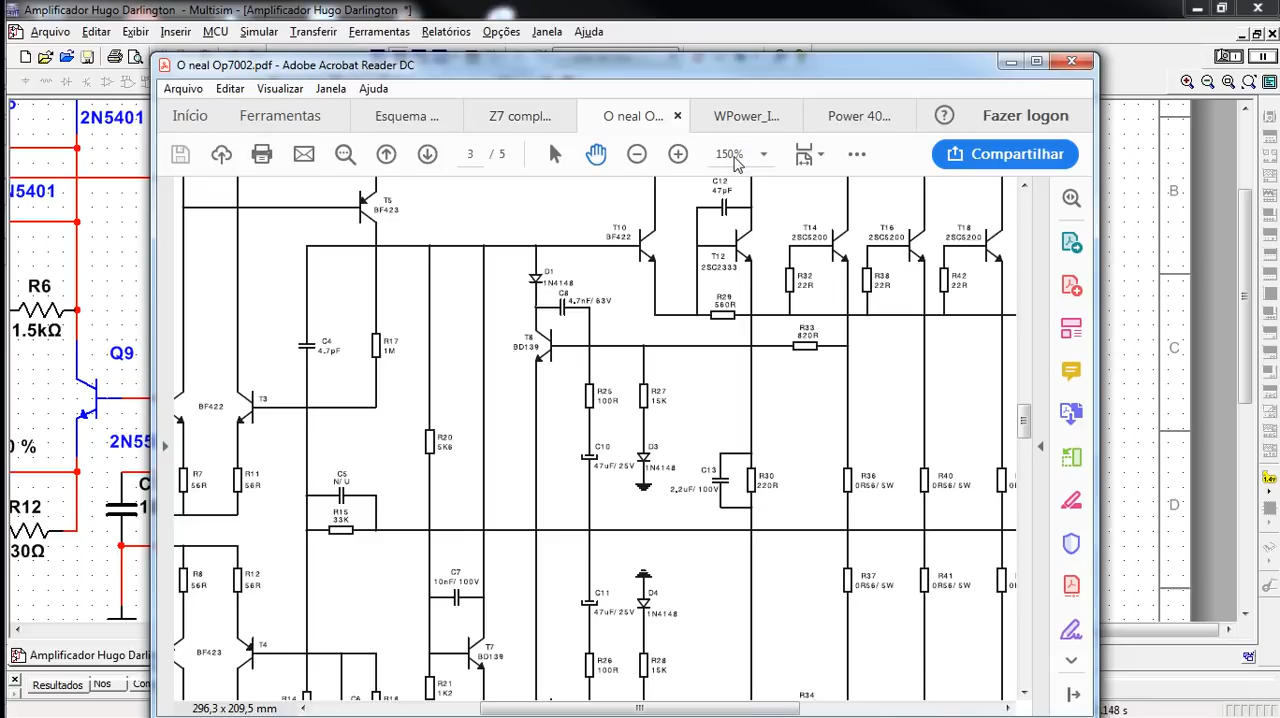 Amplificador Hugo Darlington - Multisim - [Amplificador Hugo Darlington *]
Arquivo Editar Exibir Inserir MCU Simular Transferir Ferramentas Relatórios Opções Janela Ajuda
O neal Op7002.pdf - Adobe Acrobat Reader DC
Arquivo Editar Visualizar Janela Ajuda
Início Ferramentas Esquema ... Z7 compl... O neal O... WPower_I... Power 40... Fazer logon
3 / 5 150% Compartilhar
2N5401
R6
1.5kΩ
Q9
R12
30Ω
B
C
D
T5
BF423
C12
47pF
T10
BF422
T12
2SC2333
T14
2SC5200
T16
2SC5200
T18
2SC5200
R32
22R
R38
22R
R42
22R
D1
1N4148
C8
4.7nF/ 63V
R29
560R
R33
820R
T8
BD139
C4
4.7pF
R17
1M
BF422
T3
R25
100R
R27
15K
R20
5K6
C10
47uF/ 25V
D3
1N4148
R7
56R
R11
56R
C5
N/ U
R15
33K
C13
2.2uF/ 100V
R30
220R
R36
0R56/ 5W
R40
0R56/ 5W
R8
56R
R12
56R
C7
10nF/ 100V
C11
47uF/ 25V
D4
1N4148
R37
0R56/ 5W
R41
0R56/ 5W
BF423
T4
T7
BD139
R26
100R
R28
15K
R21
1K2
R34
296,3 x 209,5 mm
Amplificador Hugo Darli
Resultados Nós